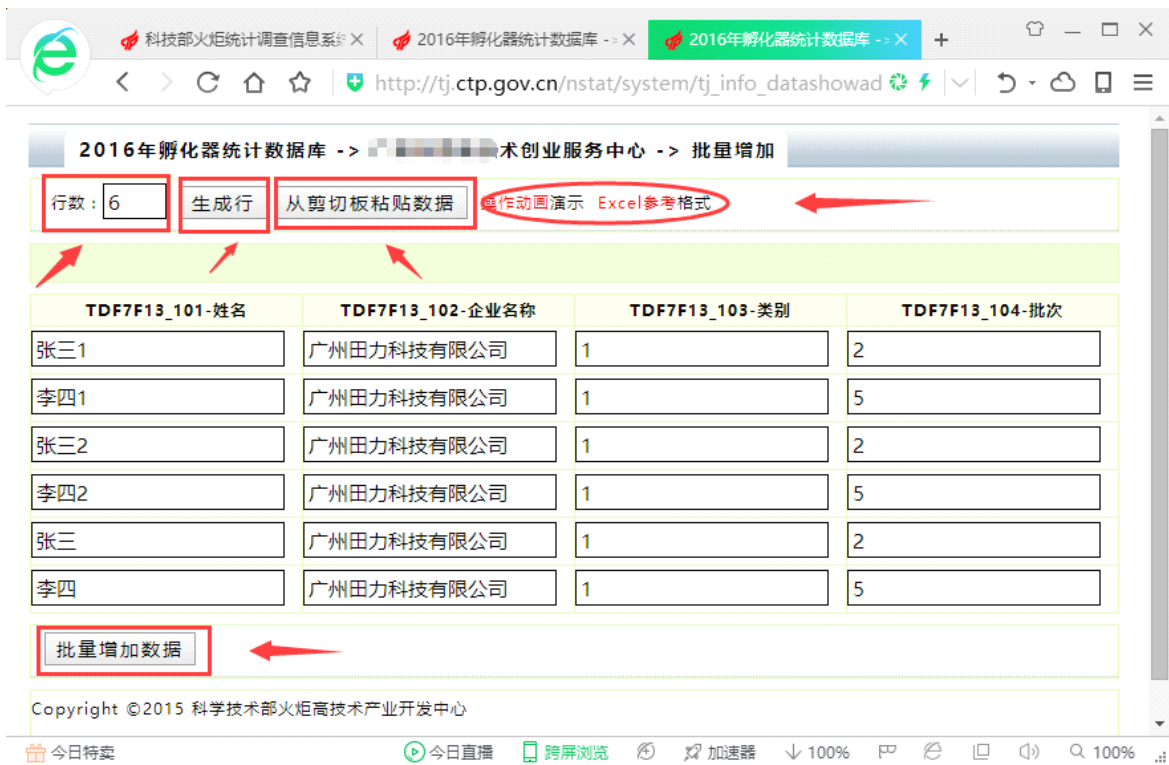 科技部火炬统计调查信息系统
2016年孵化器统计数据库 ->
2016年孵化器统计数据库 ->
http://tj.ctp.gov.cn/nstat/system/tj_info_datashowad
2016年孵化器统计数据库 -> 术创业服务中心 -> 批量增加
行数: 6 生成行 从剪切板粘贴数据 操作动画演示 Excel参考格式
TDF7F13_101-姓名 TDF7F13_102-企业名称 TDF7F13_103-类别 TDF7F13_104-批次
张三1 广州田力科技有限公司 1 2
李四1 广州田力科技有限公司 1 5
张三2 广州田力科技有限公司 1 2
李四2 广州田力科技有限公司 1 5
张三 广州田力科技有限公司 1 2
李四 广州田力科技有限公司 1 5
批量增加数据
Copyright ©2015 科学技术部火炬高技术产业开发中心
今日特卖 今日直播 跨屏浏览 加速器 100% 100%